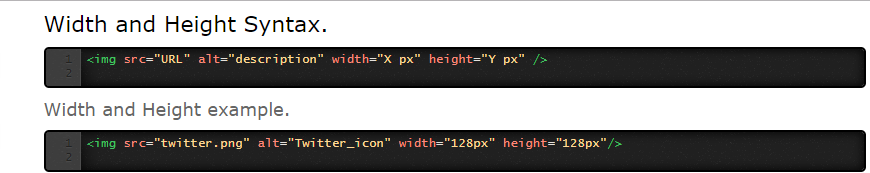 Width and Height Syntax.
1 <img src="URL" alt="description" width="X px" height="Y px" />
2
Width and Height example.
1 <img src="twitter.png" alt="Twitter_icon" width="128px" height="128px"/>
2